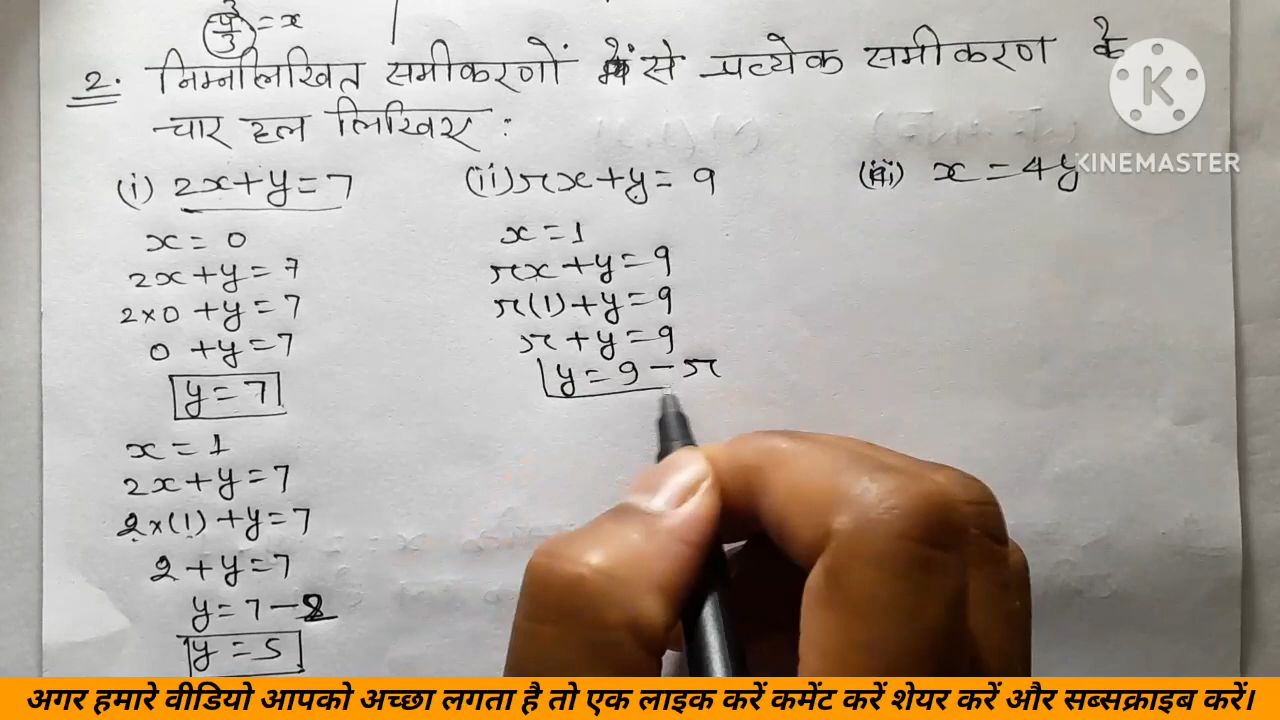 4/3 = x
2. निम्नलिखित समीकरणों में से प्रत्येक समीकरण के
चार हल लिखिए :
(i) 2x+y=7
x = 0
2x+y=7
2×0+y=7
0+y=7
y=7
x=1
2x+y=7
2×(1)+y=7
2+y=7
y=7-2
y=5
(ii) πx+y=9
x=1
πx+y=9
π(1)+y=9
π+y=9
y=9-π
(iii) x=4y
K
KINEMASTER
अगर हमारे वीडियो आपको अच्छा लगता है तो एक लाइक करें कमेंट करें शेयर करें और सब्सक्राइब करें।